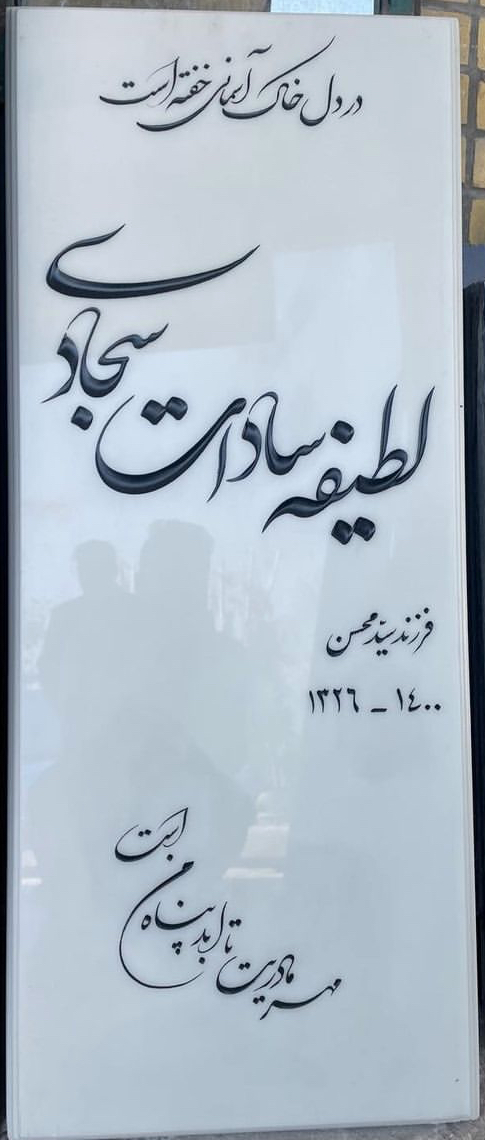 در دل خاک آسمانی خفته است
لطیفه سادات سجادی
فرزند سید محسن
۱۳۲۶ - ۱۴۰۰
مهر مادریت تا ابد پناه من است